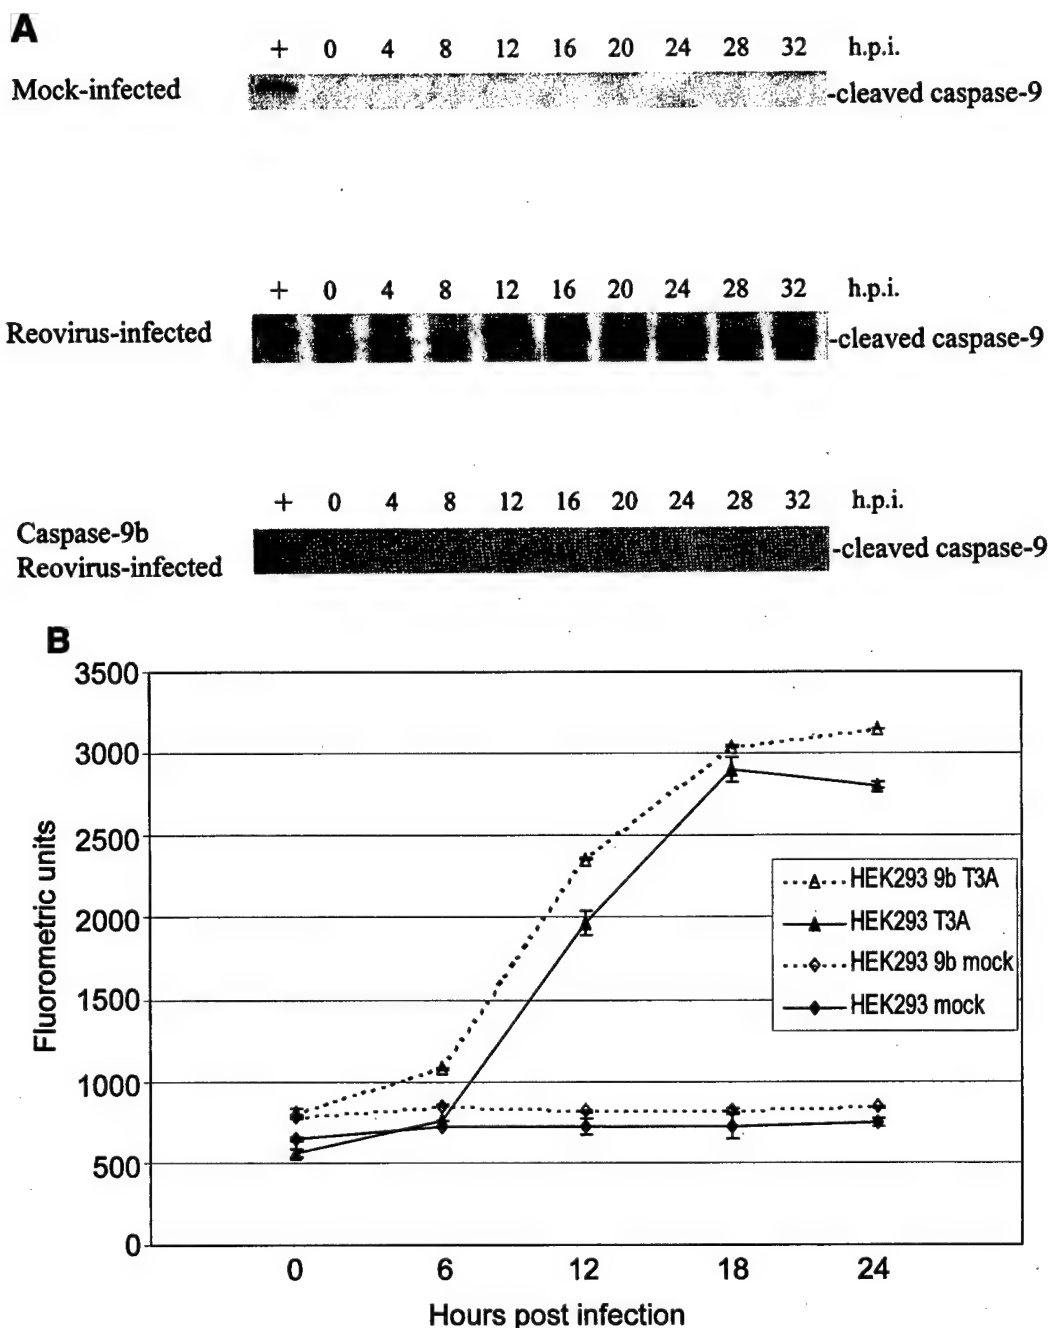 A
+ 0 4 8 12 16 20 24 28 32 h.p.i.
Mock-infected
-cleaved caspase-9
+ 0 4 8 12 16 20 24 28 32 h.p.i.
Reovirus-infected
-cleaved caspase-9
+ 0 4 8 12 16 20 24 28 32 h.p.i.
Caspase-9b
Reovirus-infected
-cleaved caspase-9
B
3500
3000
2500
2000
1500
1000
500
0
Fluorometric units
HEK293 9b T3A
HEK293 T3A
HEK293 9b mock
HEK293 mock
0 6 12 18 24
Hours post infection